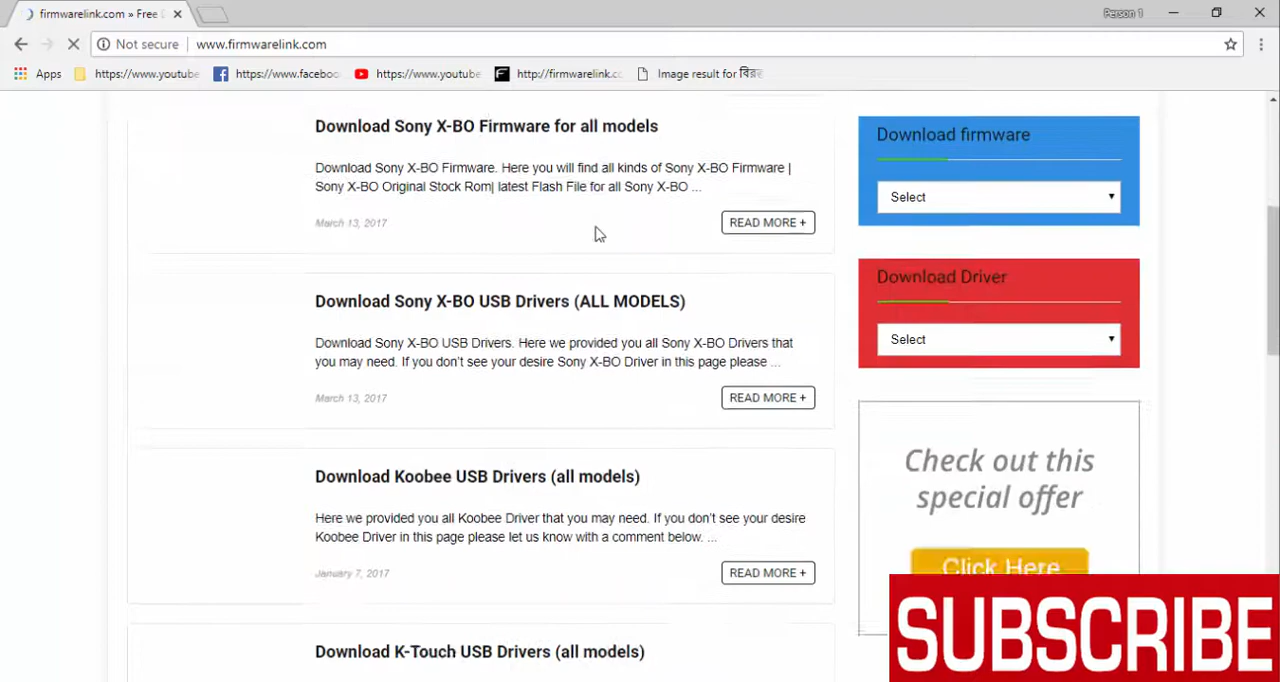 firmwarelink.com » Free
Person 1
Not secure www.firmwarelink.com
Apps https://www.youtube https://www.faceboo https://www.youtube http://firmwarelink.co Image result for
Download Sony X-BO Firmware for all models
Download Sony X-BO Firmware. Here you will find all kinds of Sony X-BO Firmware |
Sony X-BO Original Stock Rom| latest Flash File for all Sony X-BO ...
March 13, 2017
READ MORE +
Download Sony X-BO USB Drivers (ALL MODELS)
Download Sony X-BO USB Drivers. Here we provided you all Sony X-BO Drivers that
you may need. If you don't see your desire Sony X-BO Driver in this page please ...
March 13, 2017
READ MORE +
Download Koobee USB Drivers (all models)
Here we provided you all Koobee Driver that you may need. If you don't see your desire
Koobee Driver in this page please let us know with a comment below. ...
January 7, 2017
READ MORE +
Download K-Touch USB Drivers (all models)
Download firmware
Select
Download Driver
Select
Check out this
special offer
Click Here
SUBSCRIBE